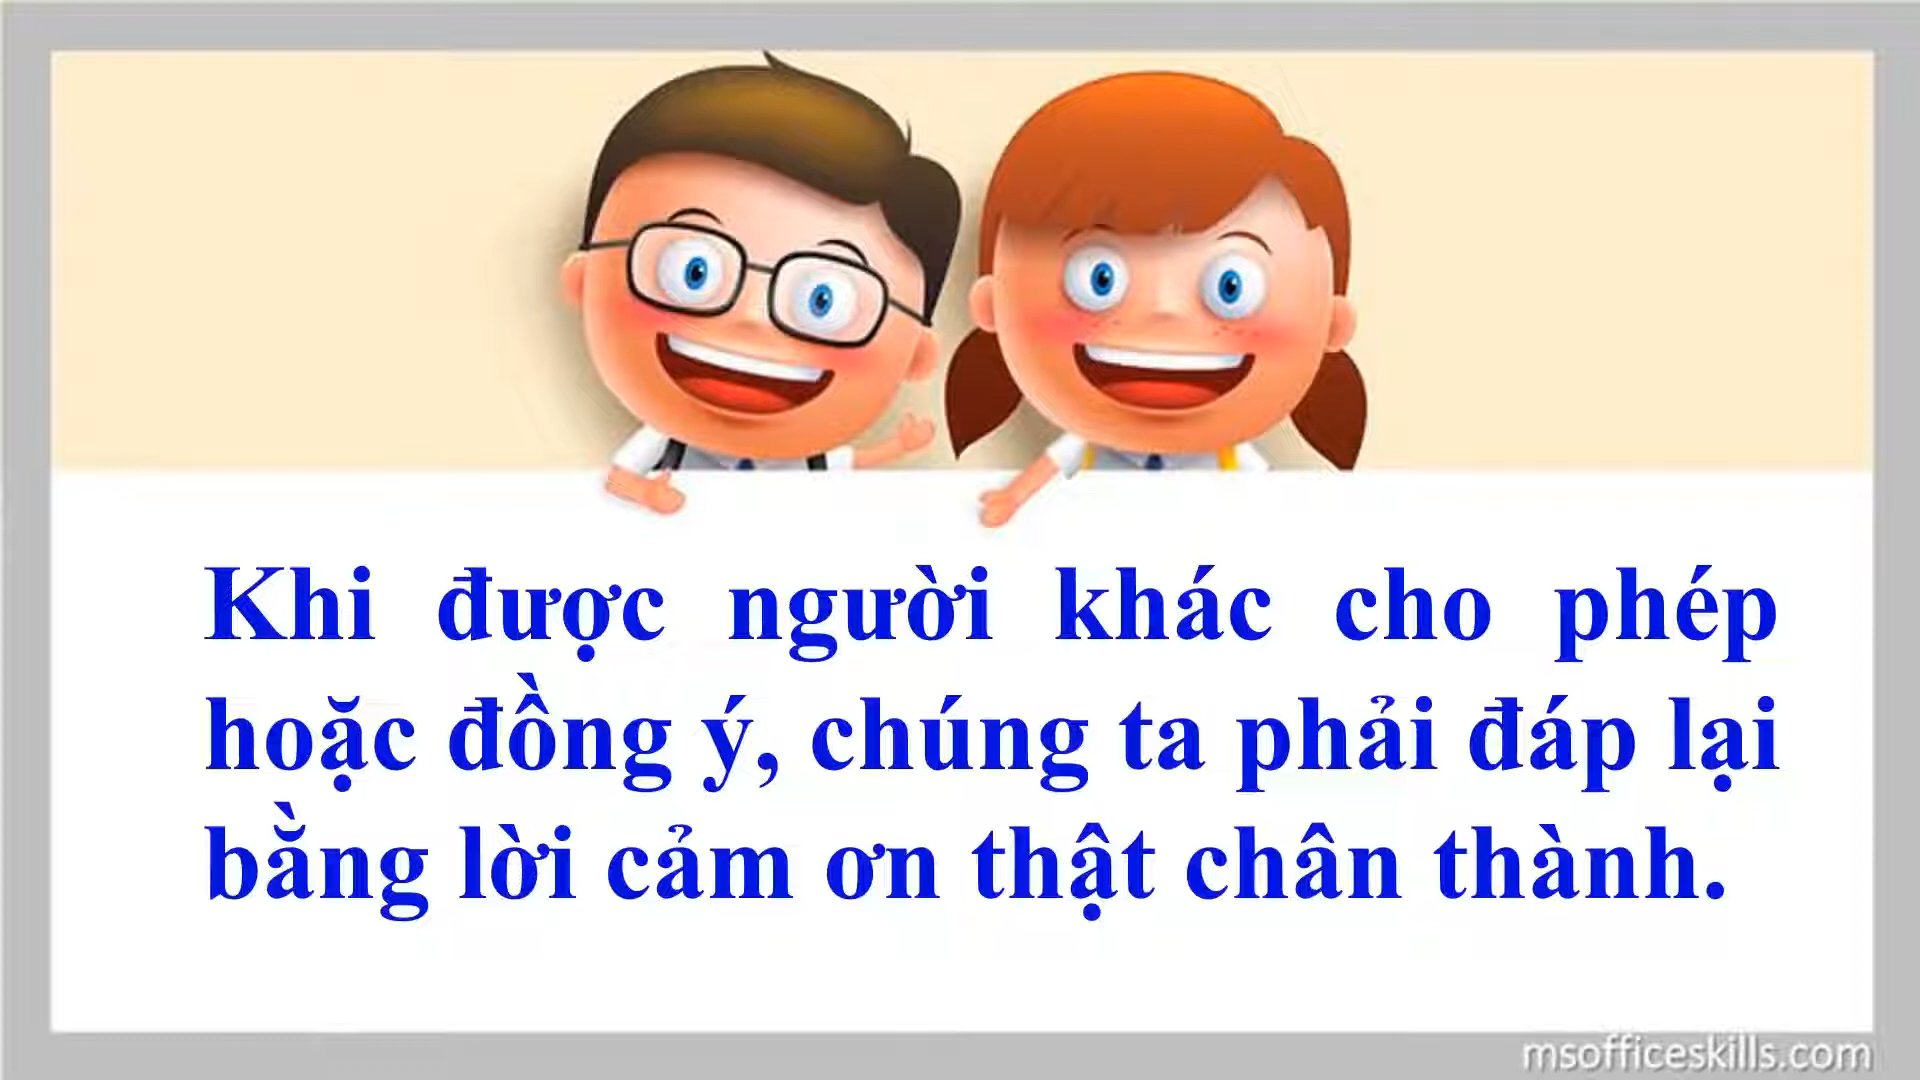 Khi được người khác cho phép
hoặc đồng ý, chúng ta phải đáp lại
bằng lời cảm ơn thật chân thành.
msofficeskills.com